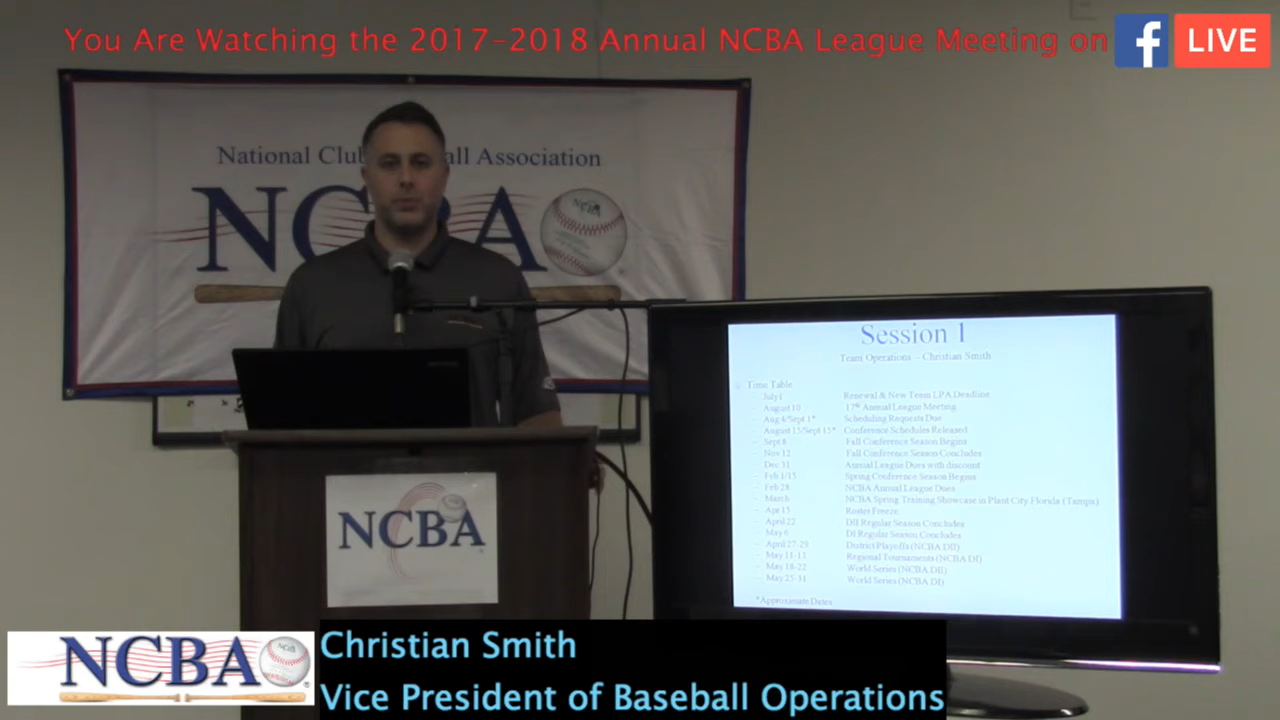 You Are Watching the 2017-2018 Annual NCBA League Meeting on f LIVE
National Club all Association
NCBA
Session 1
Team Operations - Christian Smith
Time Table
July 1 Renewal & New Team LPA Deadline
August 10 17th Annual League Meeting
Aug 4/Sept 1* Scheduling Requests Due
August 15/Sept 15* Conference Schedules Released
Sept 8 Fall Conference Season Begins
Nov 12 Fall Conference Season Concludes
Dec 31 Annual League Dues with discount
Feb 1/15 Spring Conference Season Begins
Feb 28 NCBA Annual League Dues
March NCBA Spring Training Showcase in Plant City, Florida (Tampa)
Apr 15 Roster Freeze
April 22 DII Regular Season Concludes
May 6 DI Regular Season Concludes
April 27-29 District Playoffs (NCBA DII)
May 11-13 Regional Tournaments (NCBA DI)
May 18-22 World Series (NCBA DII)
May 25-31 World Series (NCBA DI)
*Approximate Dates
NCBA
NCBA
Christian Smith
Vice President of Baseball Operations